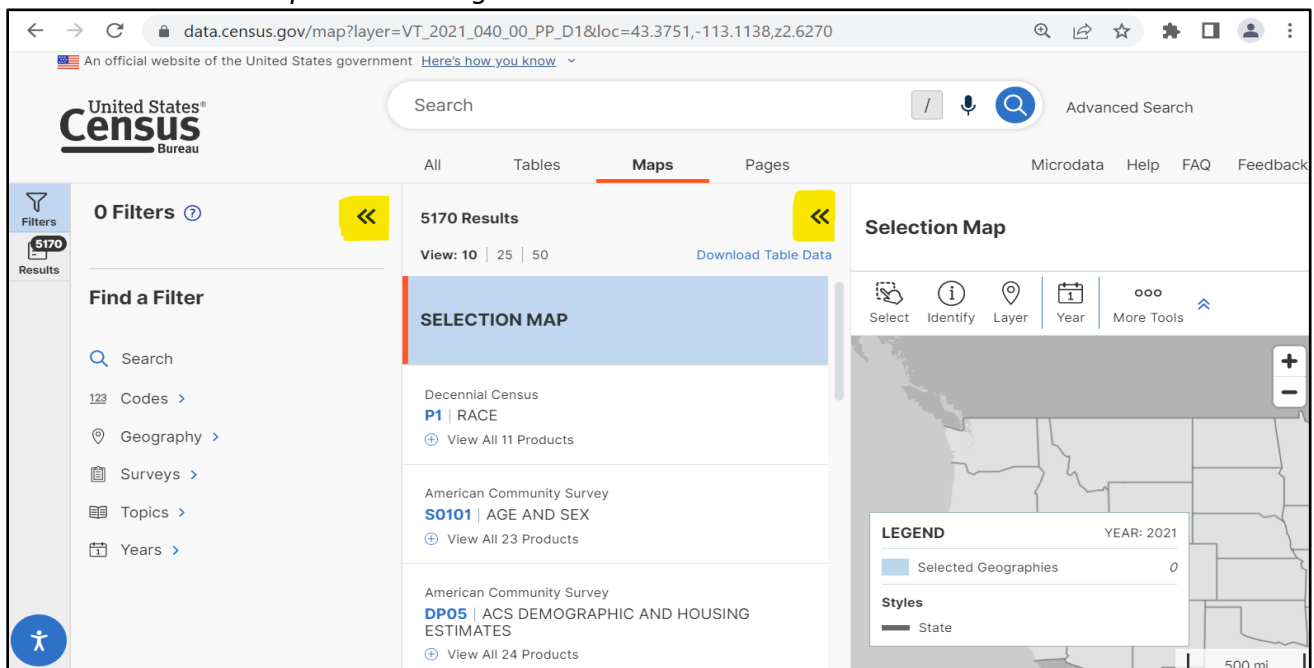 data.census.gov/map?layer=VT_2021_040_00_PP_D1&loc=43.3751,-113.1138,z2.6270
An official website of the United States government Here's how you know
United States®
Census
Bureau
Search
/
Advanced Search
All Tables Maps Pages
Microdata Help FAQ Feedback
Filters
5170
Results
0 Filters ?
Find a Filter
Search
123 Codes >
Geography >
Surveys >
Topics >
1 Years >
5170 Results
View: 10 | 25 | 50
Download Table Data
SELECTION MAP
Decennial Census
P1 | RACE
View All 11 Products
American Community Survey
S0101 | AGE AND SEX
View All 23 Products
American Community Survey
DP05 | ACS DEMOGRAPHIC AND HOUSING
ESTIMATES
View All 24 Products
Selection Map
Select Identify Layer Year More Tools
LEGEND YEAR: 2021
Selected Geographies 0
Styles
State
500 mi